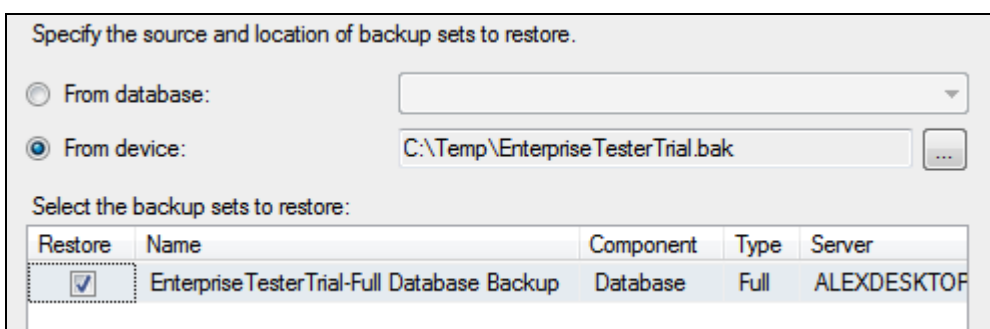 Specify the source and location of backup sets to restore.
From database:
From device: C:\Temp\EnterpriseTesterTrial.bak ...
Select the backup sets to restore:
Restore Name Component Type Server
EnterpriseTesterTrial-Full Database Backup Database Full ALEXDESKTOP